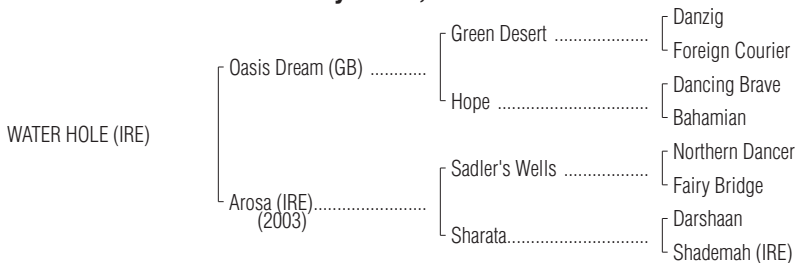 Danzig
Green Desert ....................
Foreign Courier
Oasis Dream (GB) ............
Dancing Brave
Hope ................................
Bahamian
WATER HOLE (IRE)
Northern Dancer
Sadler's Wells ..................
Fairy Bridge
Arosa (IRE)........................
(2003)
Darshaan
Sharata..............................
Shademah (IRE)